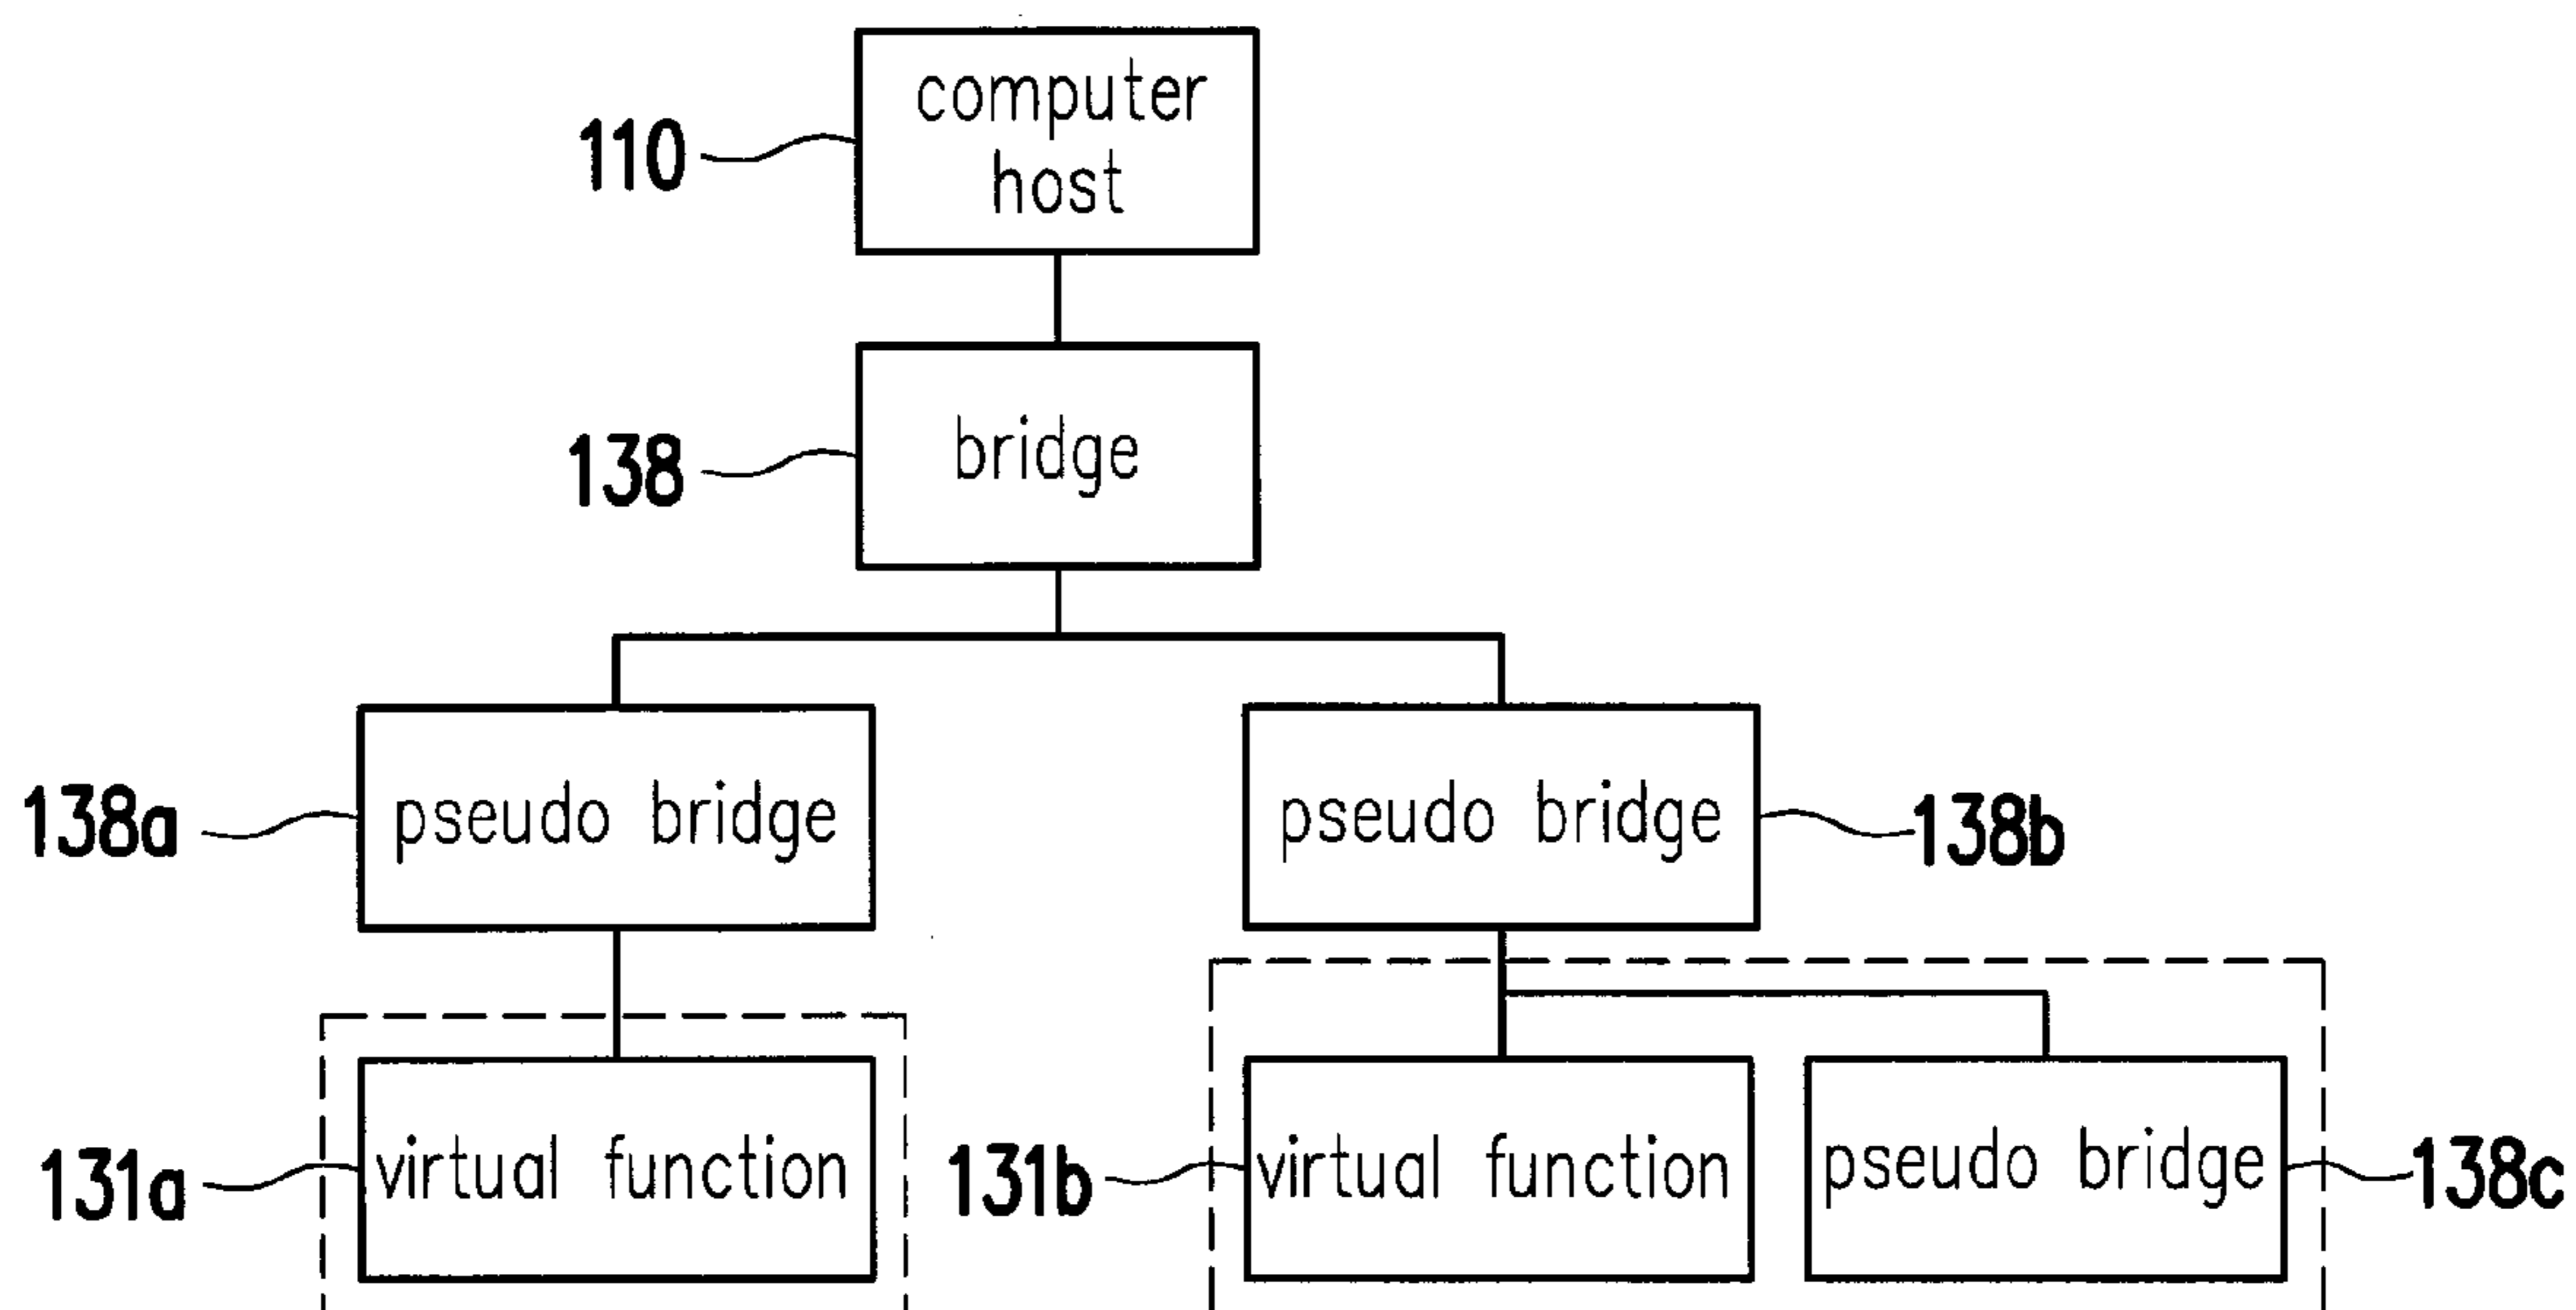 computer
host
110
bridge
138
138a
pseudo bridge
pseudo bridge
138b
131a
virtual function
131b
virtual function
pseudo bridge
138c